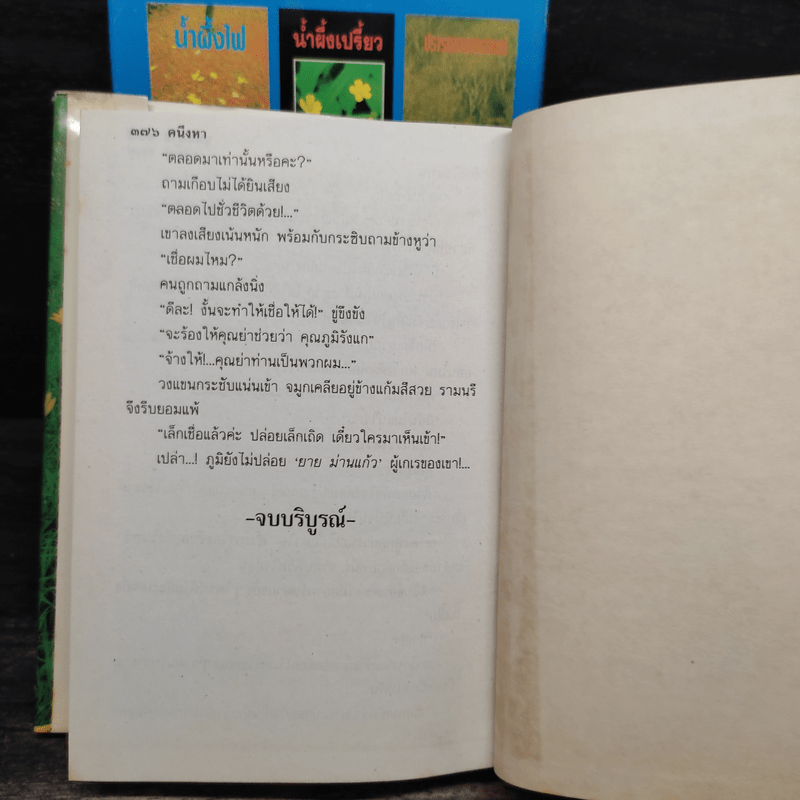 น้ำผึ้งไฟ
น้ำผึ้งเปรี้ยว
๓๗๖ คนึงหา
"ตลอดมาเท่านั้นหรือคะ?"
ถามเกือบไม่ได้ยินเสียง
"ตลอดไปชั่วชีวิตด้วย!..."
เขาลงเสียงเน้นหนัก พร้อมกับกระซิบถามข้างหูว่า
"เชื่อผมไหม?"
คนถูกถามแกล้งนิ่ง
"ดีละ! งั้นจะทำให้เชื่อให้ได้!" ขู่ขึงขัง
"จะร้องให้คุณย่าช่วยว่า คุณภูมิรังแก"
"จ้างให้!...คุณย่าท่านเป็นพวกผม..."
วงแขนกระชับแน่นเข้า จมูกเคลียอยู่ข้างแก้มสีสวย รามนรี
จึงรีบยอมแพ้
"เล็กเชื่อแล้วค่ะ ปล่อยเล็กเถิด เดี๋ยวใครมาเห็นเข้า!"
เปล่า...! ภูมิยังไม่ปล่อย 'ยาย ม่านแก้ว' ผู้เกเรของเขา!...
-จบบริบูรณ์-